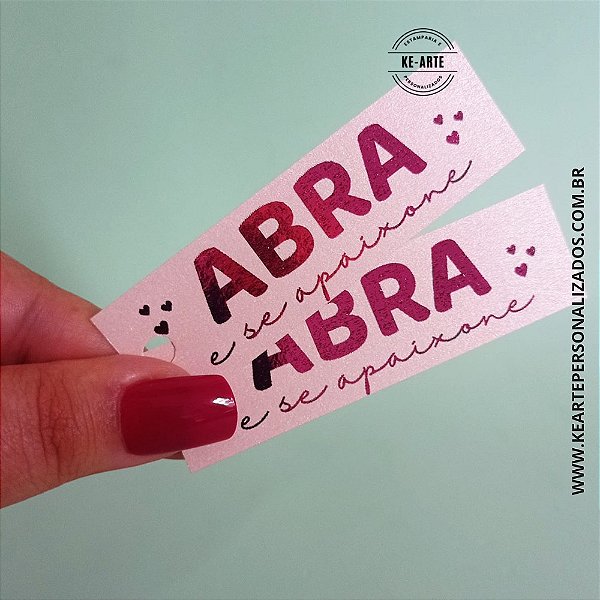 ESTAMPARIA E
KE-ARTE
PERSONALIZADOS
ABRA
e se apaixone
ABRA
e se apaixone
WWW.KEARTEPERSONALIZADOS.COM.BR